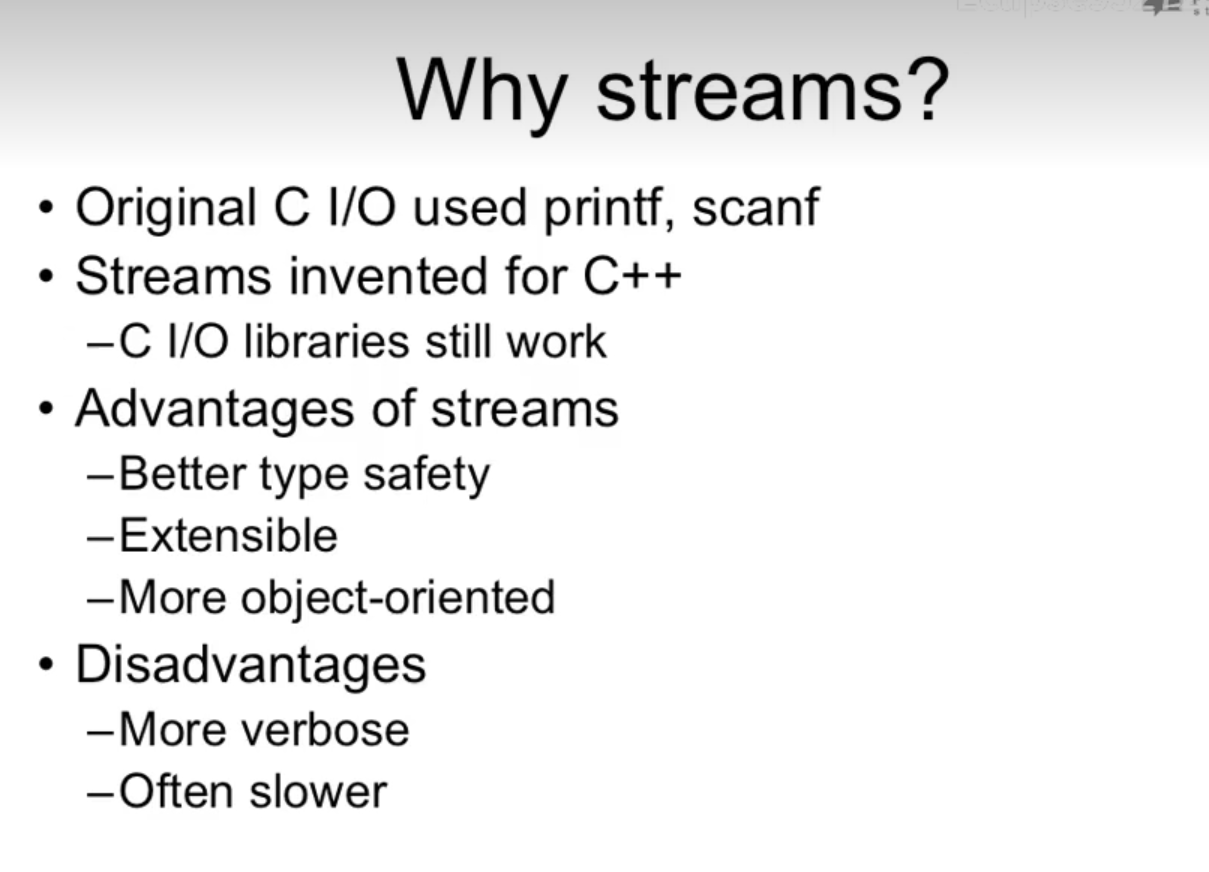 Why streams?
• Original C I/O used printf, scanf
• Streams invented for C++
–C I/O libraries still work
• Advantages of streams
–Better type safety
–Extensible
–More object-oriented
• Disadvantages
–More verbose
–Often slower